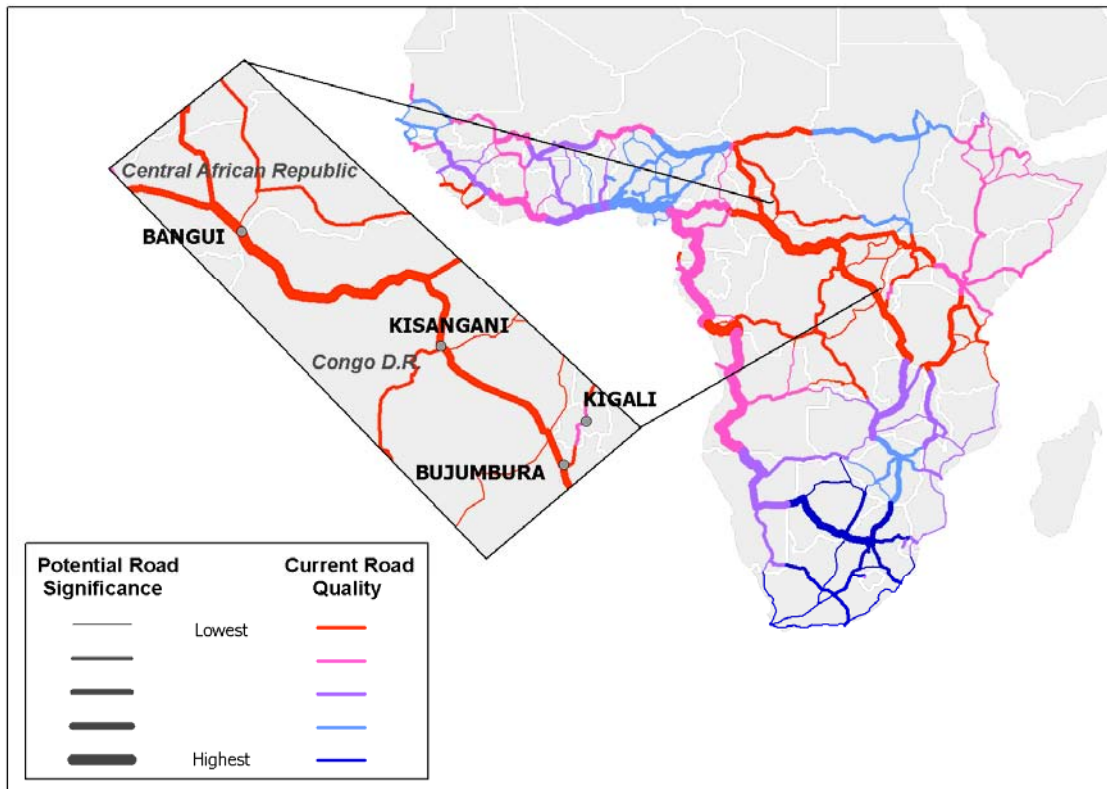 Central African Republic
BANGUI
KISANGANI
Congo D.R.
KIGALI
BUJUMBURA
Potential Road Significance
Current Road Quality
Lowest
Highest